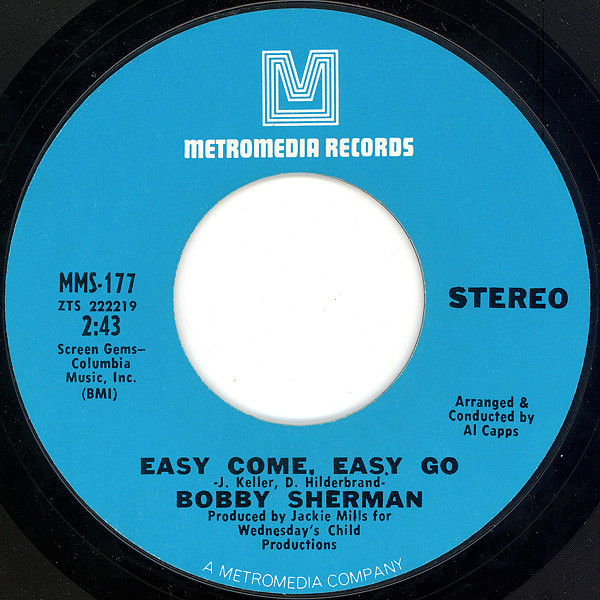 M
METROMEDIA RECORDS
MMS-177
ZTS 222219
2:43
Screen Gems-
Columbia
Music, Inc.
(BMI)
STEREO
Arranged &
Conducted by
Al Capps
EASY COME, EASY GO
-J. Keller, D. Hilderbrand-
BOBBY SHERMAN
Produced by Jackie Mills for
Wednesday's Child
Productions
A METROMEDIA COMPANY